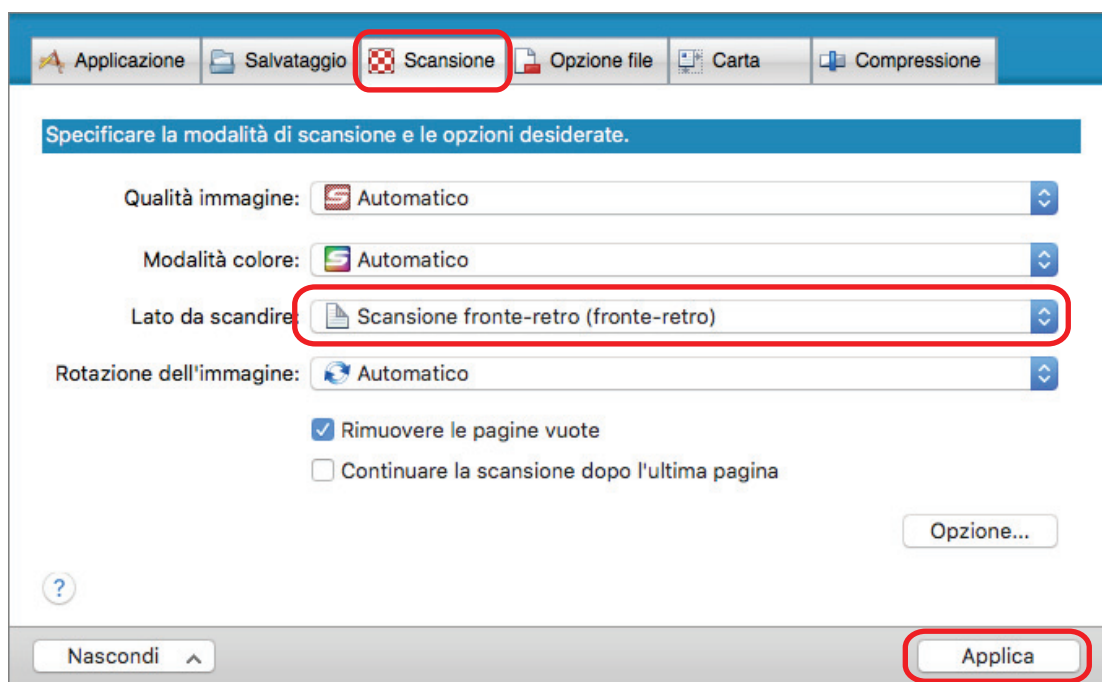 Applicazione Salvataggio Scansione Opzione file Carta Compressione
Specificare la modalità di scansione e le opzioni desiderate.
Qualità immagine: Automatico
Modalità colore: Automatico
Lato da scandire: Scansione fronte-retro (fronte-retro)
Rotazione dell'immagine: Automatico
Rimuovere le pagine vuote
Continuare la scansione dopo l'ultima pagina
Opzione...
?
Nascondi Applica